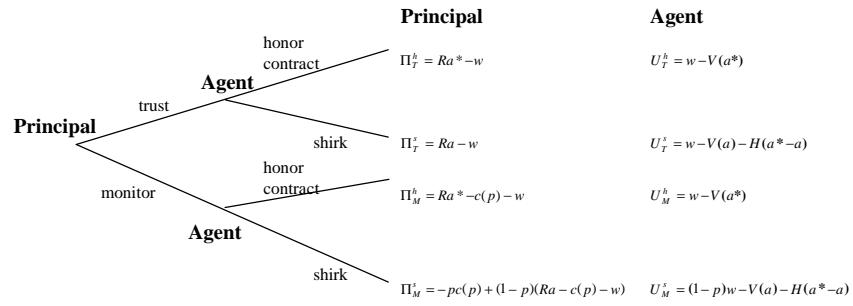 Principal Agent
honor
contract
Π_T^h = Ra* − w U_T^h = w − V(a*)
Agent
trust
Principal
shirk
Π_T^s = Ra − w U_T^s = w − V(a) − H(a* − a)
honor
contract
Π_M^h = Ra* − c(p) − w U_M^h = w − V(a*)
monitor
Agent
shirk
Π_M^s = −pc(p) + (1 − p)(Ra − c(p) − w) U_M^s = (1 − p)w − V(a) − H(a* − a)